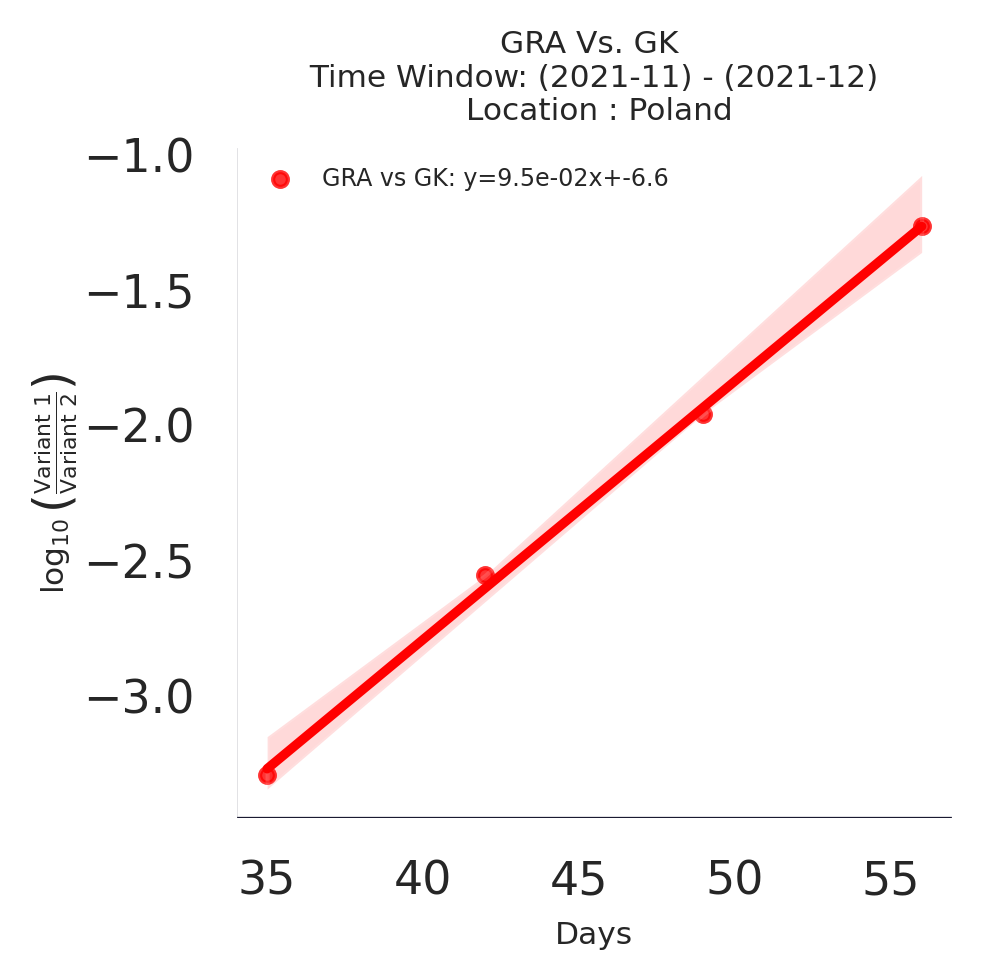 GRA Vs. GK
Time Window: (2021-11) - (2021-12)
Location : Poland
−1.0
GRA vs GK: y=9.5e-02x+-6.6
−1.5
−2.0
−2.5
−3.0
log₁₀ (Variant 1 / Variant 2)
35 40 45 50 55
Days